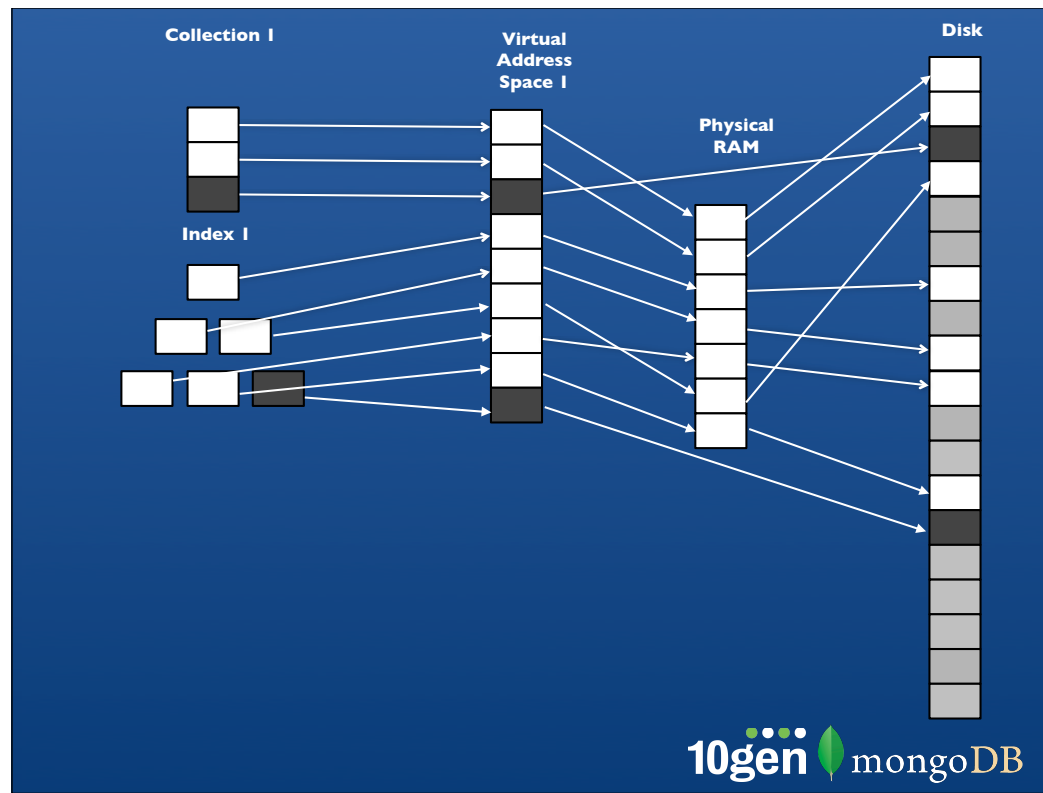 Collection 1
Virtual
Address
Space 1
Disk
Physical
RAM
Index 1
10gen
mongoDB